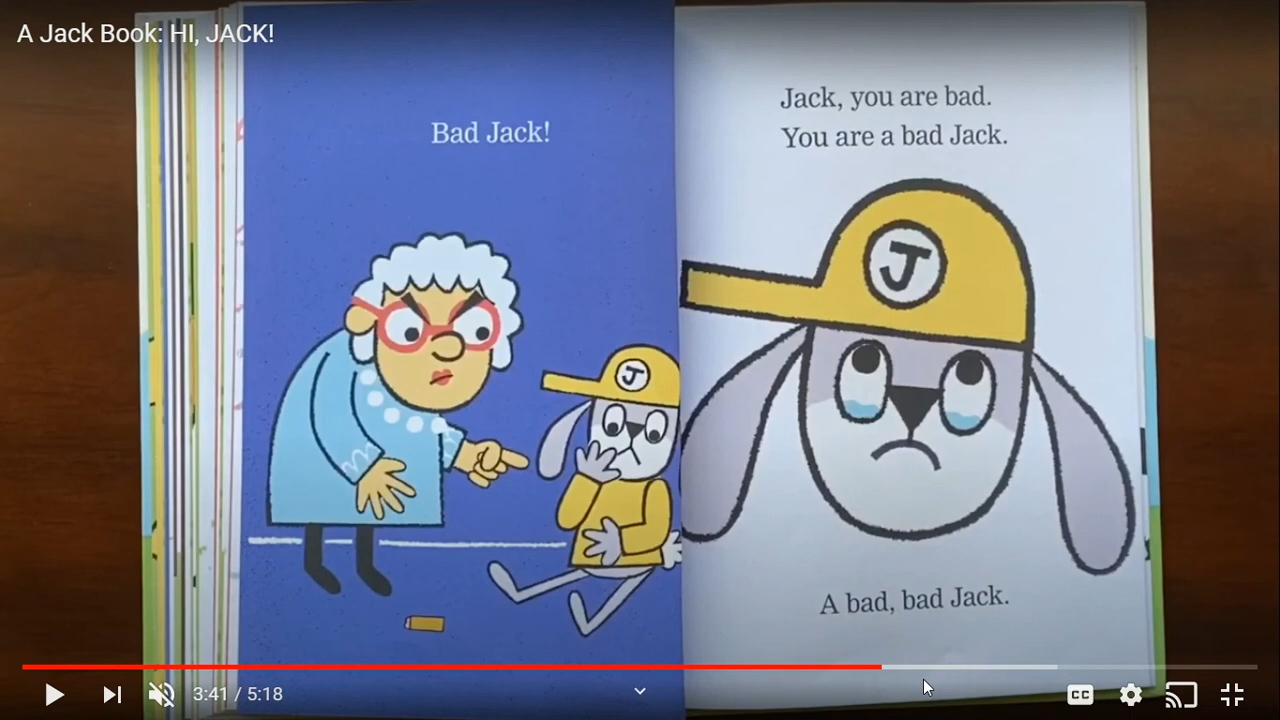 A Jack Book: HI, JACK!
Bad Jack!
J
Jack, you are bad.
You are a bad Jack.
J
A bad, bad Jack.
3:41 / 5:18
CC